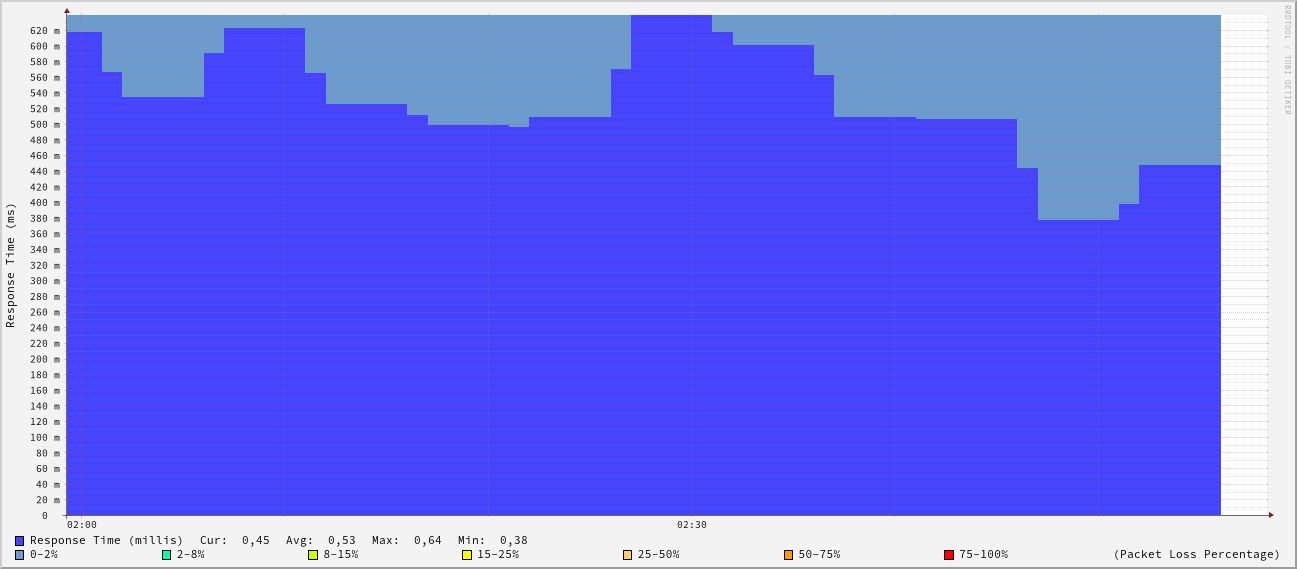 RRDTOOL / TOBI OETIKER
Response Time (ms)
620 m
600 m
580 m
560 m
540 m
520 m
500 m
480 m
460 m
440 m
420 m
400 m
380 m
360 m
340 m
320 m
300 m
280 m
260 m
240 m
220 m
200 m
180 m
160 m
140 m
120 m
100 m
80 m
60 m
40 m
20 m
0
02:00 02:30
Response Time (millis) Cur: 0,45 Avg: 0,53 Max: 0,64 Min: 0,38
0-2% 2-8% 8-15% 15-25% 25-50% 50-75% 75-100% (Packet Loss Percentage)